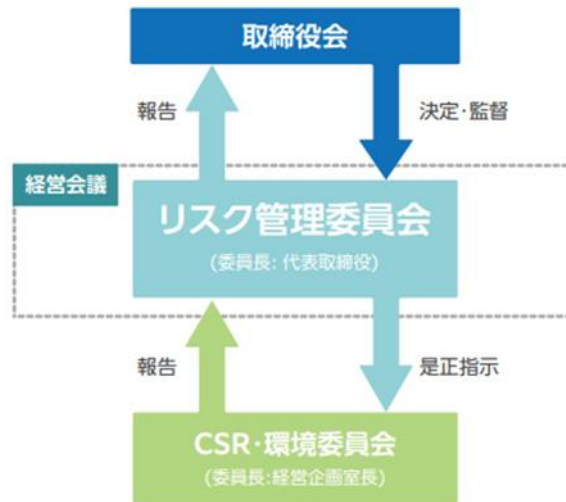 取締役会
報告
決定・監督
経営会議
リスク管理委員会
(委員長: 代表取締役)
報告
是正指示
CSR・環境委員会
(委員長:経営企画室長)